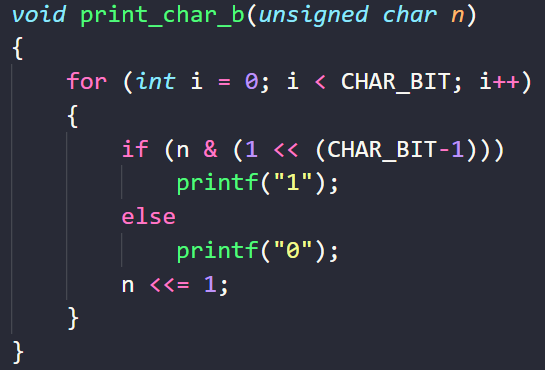 void print_char_b(unsigned char n)
{
    for (int i = 0; i < CHAR_BIT; i++)
    {
        if (n & (1 << (CHAR_BIT-1)))
            printf("1");
        else
            printf("0");
        n <<= 1;
    }
}